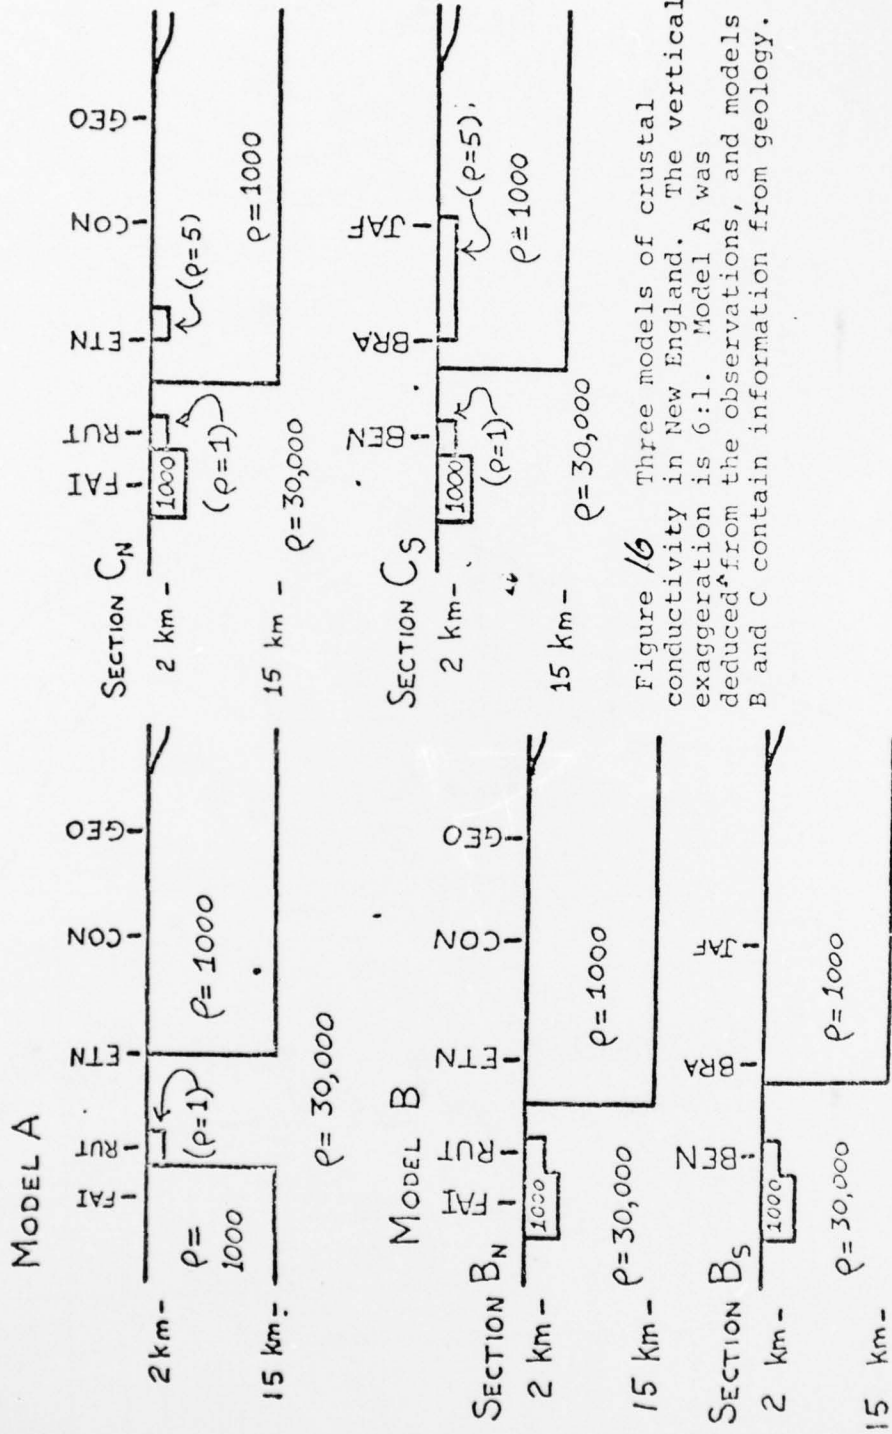 MODEL A
FAI RUT ETN CON GEO
2 km-
15 km-
ρ=
1000
(ρ=1)
ρ=1000
ρ=30,000
MODEL B
SECTION BN
FAI RUT ETN CON GEO
2 km-
15 km-
1000
ρ=1000
ρ=30,000
SECTION BS
BEN BRA JAF
2 km-
15 km-
1000
ρ=1000
ρ=30,000
SECTION CN
FAI RUT ETN CON GEO
2 km-
15 km-
1000
(ρ=1)
(ρ=5)
ρ=1000
ρ=30,000
SECTION CS
BEN BRA JAF
2 km-
15 km-
1000
(ρ=1)
(ρ=5)
ρ=1000
ρ=30,000
Figure 16 Three models of crustal
conductivity in New England. The vertical
exaggeration is 6:1. Model A was
deduced^from the observations, and models
B and C contain information from geology.